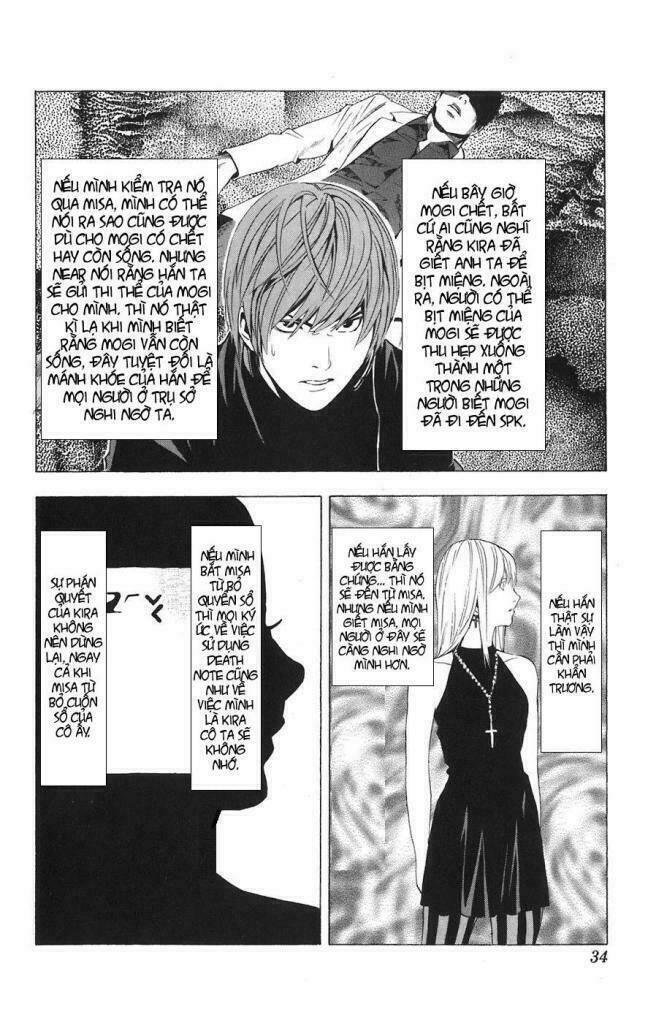 NẾU BÂY GIỜ
MOGI CHẾT, BẤT
CỨ AI CŨNG NGHĨ
RẰNG KIRA ĐÃ
GIẾT ANH TA ĐỂ
BỊT MIỆNG. NGOÀI
RA, NGƯỜI CÓ THỂ
BỊT MIỆNG CỦA
MOGI SẼ ĐƯỢC
THU HẸP XUỐNG
THÀNH MỘT
TRONG NHỮNG
NGƯỜI BIẾT MOGI
ĐÃ ĐI ĐẾN SPK.
NẾU MÌNH KIỂM TRA NÓ
QUA MISA, MÌNH CÓ THỂ
NÓI RA SAO CŨNG ĐƯỢC
DÙ CHO MOGI CÓ CHẾT
HAY CÒN SỐNG. NHƯNG
NEAR NÓI RẰNG HẮN TA
SẼ GỬI THI THỂ CỦA MOGI
CHO MÌNH. THÌ NÓ THẬT
KÌ LẠ KHI MÌNH BIẾT
RẰNG MOGI VẪN CÒN
SỐNG, ĐÂY TUYỆT ĐỐI LÀ
MÁNH KHÓE CỦA HẮN ĐỂ
MỌI NGƯỜI Ở TRỤ SỞ
NGHI NGỜ TA.
NẾU HẮN
THẬT SỰ
LÀM VẬY
THÌ MÌNH
CẦN PHẢI
KHẨN
TRƯƠNG.
NẾU HẮN LẤY
ĐƯỢC BẰNG
CHỨNG... THÌ NÓ
SẼ ĐẾN TỪ MISA.
NHƯNG NẾU MÌNH
GIẾT MISA, MỌI
NGƯỜI Ở ĐÂY SẼ
CÀNG NGHI NGỜ
MÌNH HƠN.
NẾU MÌNH
BẮT MISA
TỪ BỎ
QUYỀN SỔ
THÌ MỌI KÝ
ỨC VỀ VIỆC
SỬ DỤNG
DEATH
NOTE CŨNG
NHƯ VỀ
VIỆC MÌNH
LÀ KIRA
CÔ TA SẼ
KHÔNG
NHỚ.
SỰ PHÁN
QUYẾT
CỦA KIRA
KHÔNG
NÊN DỪNG
LẠI, NGAY
CẢ KHI
MISA TỪ
BỎ CUỐN
SỔ CỦA
CÔ ẤY.
34